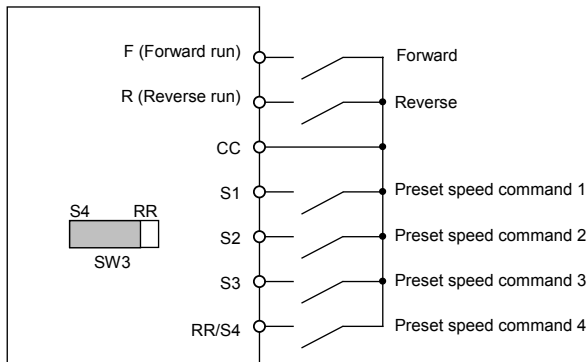 F (Forward run) Forward
R (Reverse run) Reverse
CC
S1 Preset speed command 1
S4 RR
S2 Preset speed command 2
SW3
S3 Preset speed command 3
RR/S4 Preset speed command 4